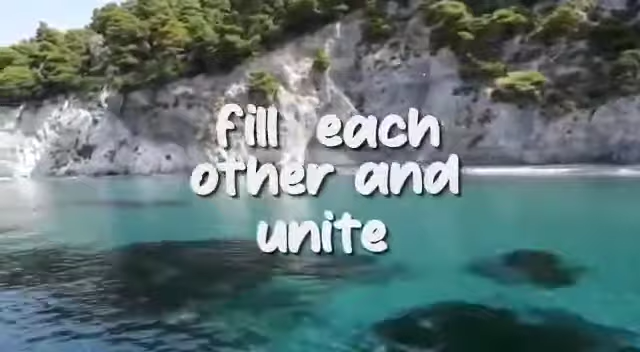 fill each
other and
unite